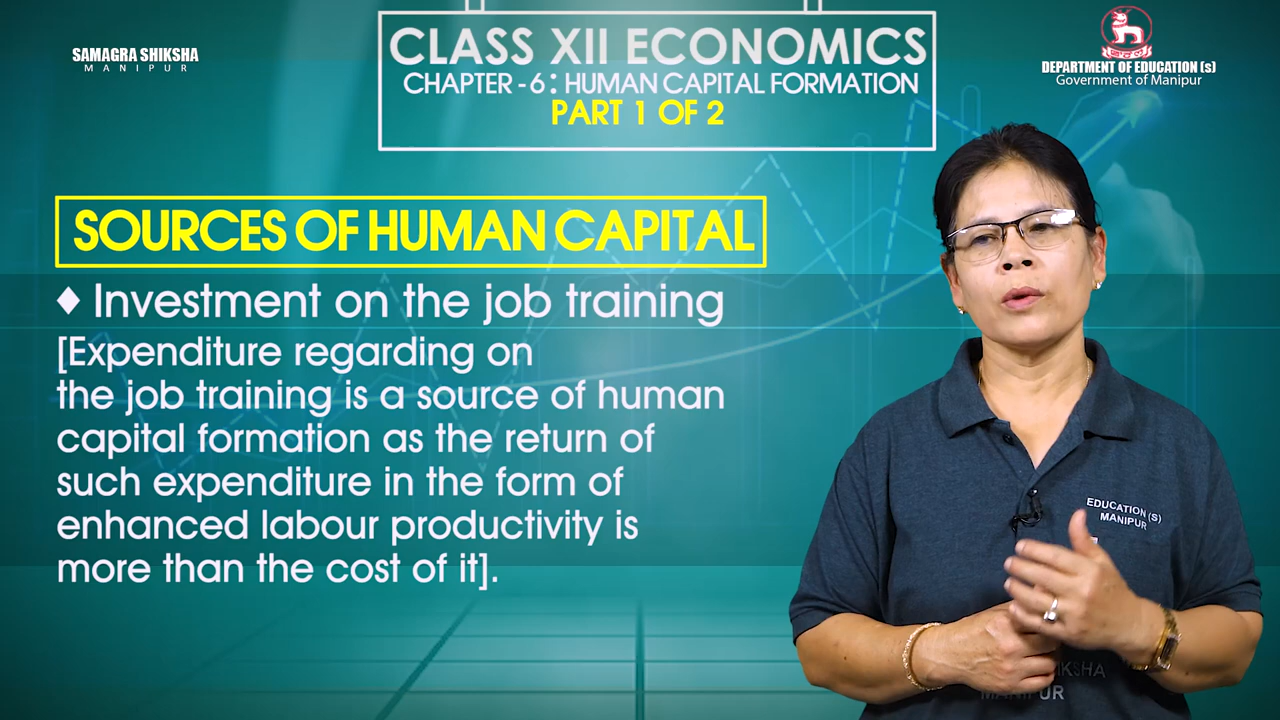 SAMAGRA SHIKSHA
MANIPUR
CLASS XII ECONOMICS
CHAPTER - 6 : HUMAN CAPITAL FORMATION
PART 1 OF 2
DEPARTMENT OF EDUCATION (s)
Government of Manipur
SOURCES OF HUMAN CAPITAL
♦ Investment on the job training
[Expenditure regarding on
the job training is a source of human
capital formation as the return of
such expenditure in the form of
enhanced labour productivity is
more than the cost of it].
EDUCATION (S)
MANIPUR
MANIPUR